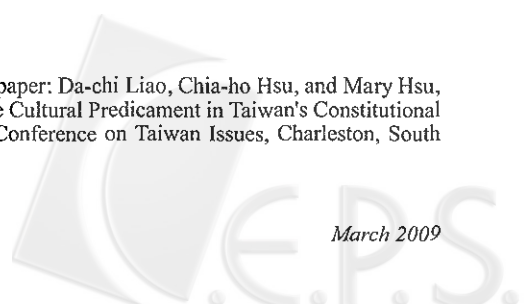 paper: Da-chi Liao, Chia-ho Hsu, and Mary Hsu,
Cultural Predicament in Taiwan's Constitutional
Conference on Taiwan Issues, Charleston, South
March 2009
C.E.P.S.